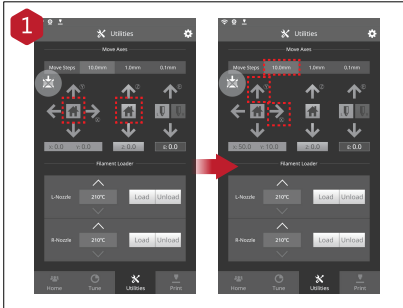 1
Utilities
Move Axes
Move Steps 10.0mm 1.0mm 0.1mm
Y Z E
X
X: 0.0 Y: 0.0 Z: 0.0 E: 0.0
Filament Loader
L-Nozzle 210°C Load Unload
R-Nozzle 210°C Load Unload
Home Tune Utilities Print
Utilities
Move Axes
Move Steps 10.0mm 1.0mm 0.1mm
Y Z E
X: 50.0 Y: 10.0 Z: 0.0 E: 0.0
Filament Loader
L-Nozzle 210°C Load Unload
R-Nozzle 210°C Load Unload
Home Tune Utilities Print